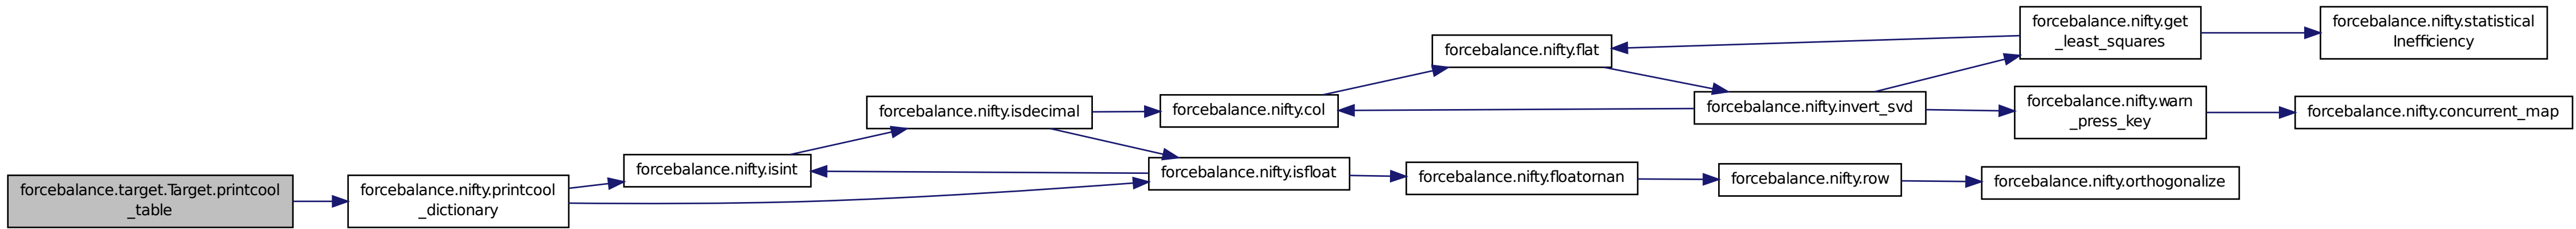 forcebalance.target.Target.printcool
_table
forcebalance.nifty.printcool
_dictionary
forcebalance.nifty.isint
forcebalance.nifty.isdecimal
forcebalance.nifty.isfloat
forcebalance.nifty.col
forcebalance.nifty.flat
forcebalance.nifty.invert_svd
forcebalance.nifty.get
_least_squares
forcebalance.nifty.statistical
Inefficiency
forcebalance.nifty.warn
_press_key
forcebalance.nifty.concurrent_map
forcebalance.nifty.floatornan
forcebalance.nifty.row
forcebalance.nifty.orthogonalize